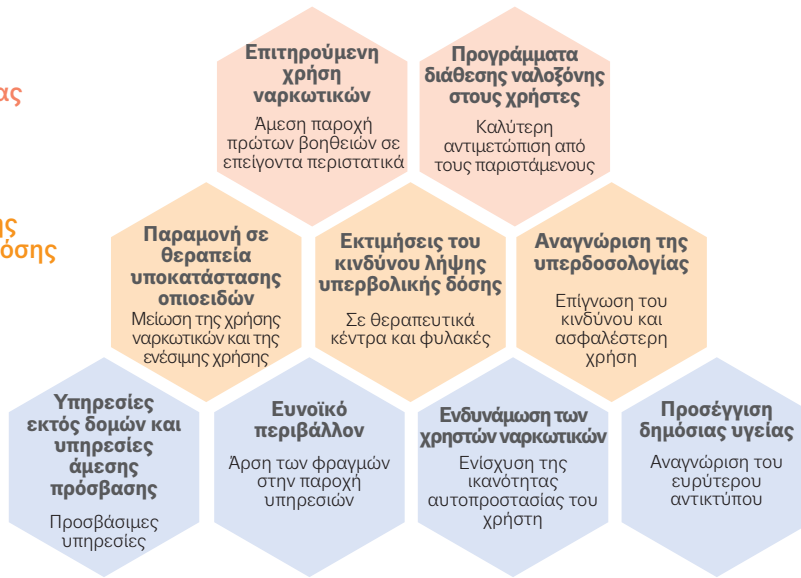 Επιτηρούμενη
χρήση
ναρκωτικών
Άμεση παροχή
πρώτων βοηθειών σε
επείγοντα περιστατικά
Προγράμματα
διάθεσης ναλοξόνης
στους χρήστες
Καλύτερη
αντιμετώπιση από
τους παριστάμενους
Παραμονή σε
θεραπεία
υποκατάστασης
οπιοειδών
Μείωση της χρήσης
ναρκωτικών και της
ενέσιμης χρήσης
Εκτιμήσεις του
κινδύνου λήψης
υπερβολικής δόσης
Σε θεραπευτικά
κέντρα και φυλακές
Αναγνώριση της
υπερδοσολογίας
Επίγνωση του
κινδύνου και
ασφαλέστερη
χρήση
Υπηρεσίες
εκτός δομών και
υπηρεσίες
άμεσης
πρόσβασης
Προσβάσιμες
υπηρεσίες
Ευνοϊκό
περιβάλλον
Άρση των φραγμών
στην παροχή
υπηρεσιών
Ενδυνάμωση των
χρηστών ναρκωτικών
Ενίσχυση της
ικανότητας
αυτοπροστασίας του
χρήστη
Προσέγγιση
δημόσιας υγείας
Αναγνώριση του
ευρύτερου
αντικτύπου